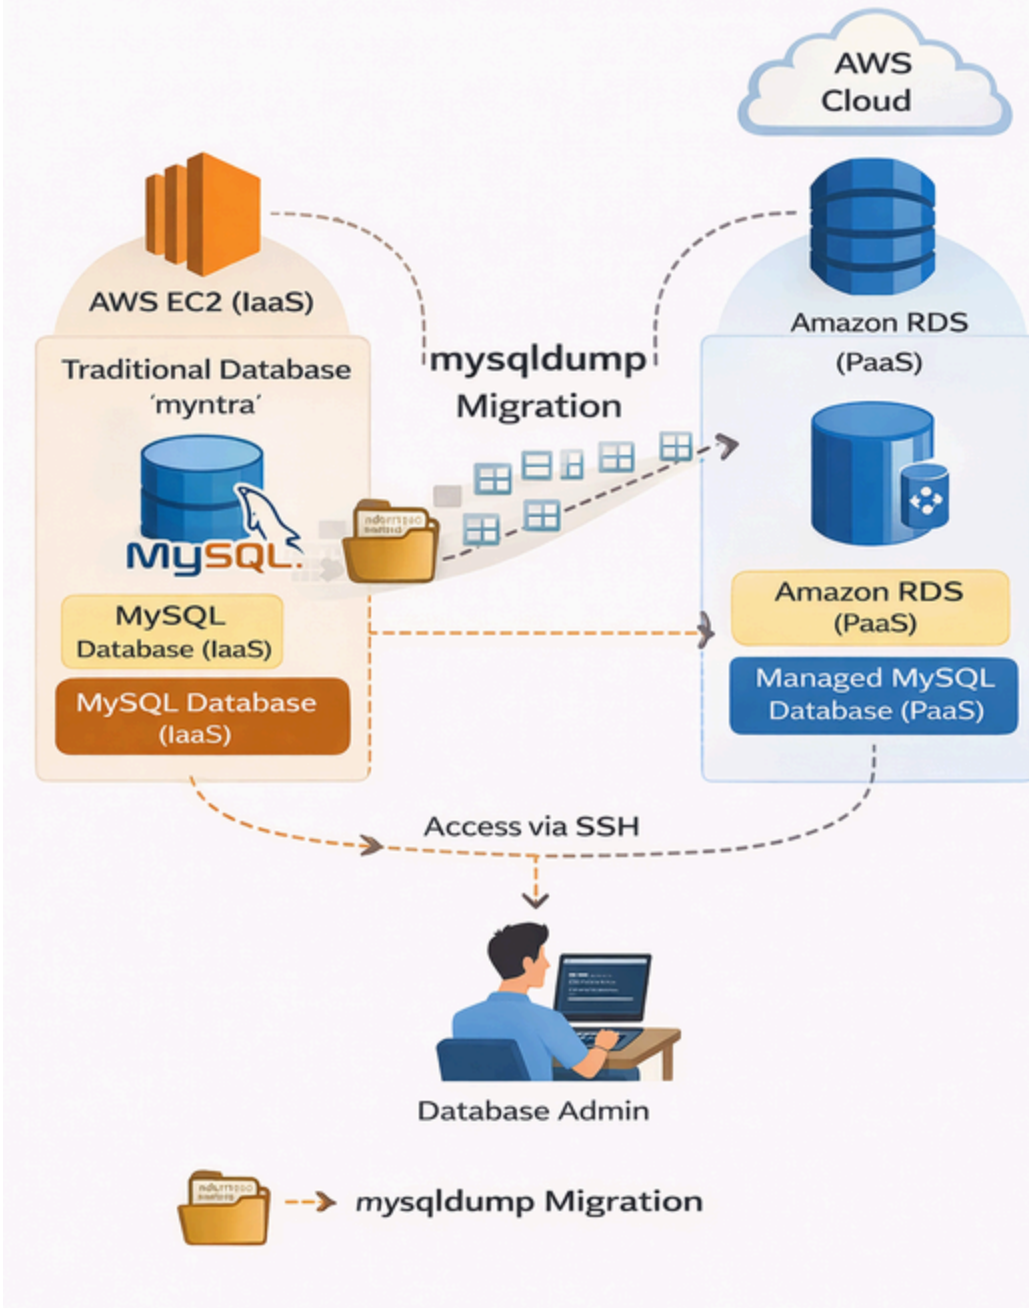 AWS
Cloud
AWS EC2 (IaaS)
Amazon RDS
(PaaS)
Traditional Database
‘myntra’
mysqldump
Migration
MySQL.
MySQL
Database (IaaS)
MySQL Database
(IaaS)
Amazon RDS
(PaaS)
Managed MySQL
Database (PaaS)
Access via SSH
Database Admin
mysqldump Migration